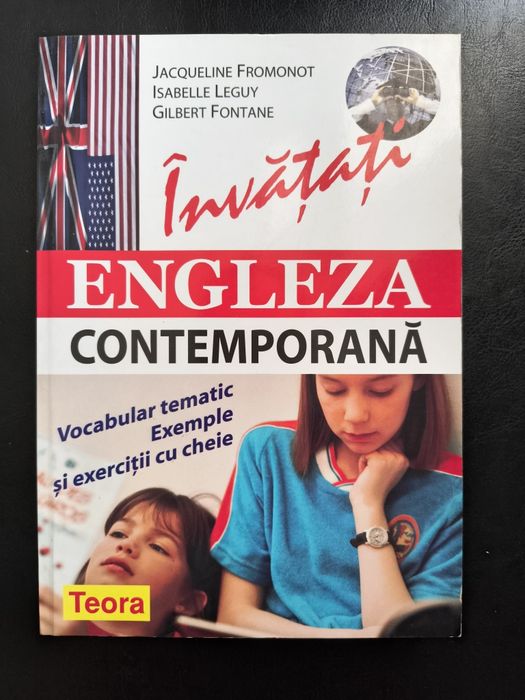 JACQUELINE FROMONOT
ISABELLE LEGUY
GILBERT FONTANE
Învățați
ENGLEZA
CONTEMPORANĂ
Vocabular tematic
Exemple
și exerciții cu cheie
Teora